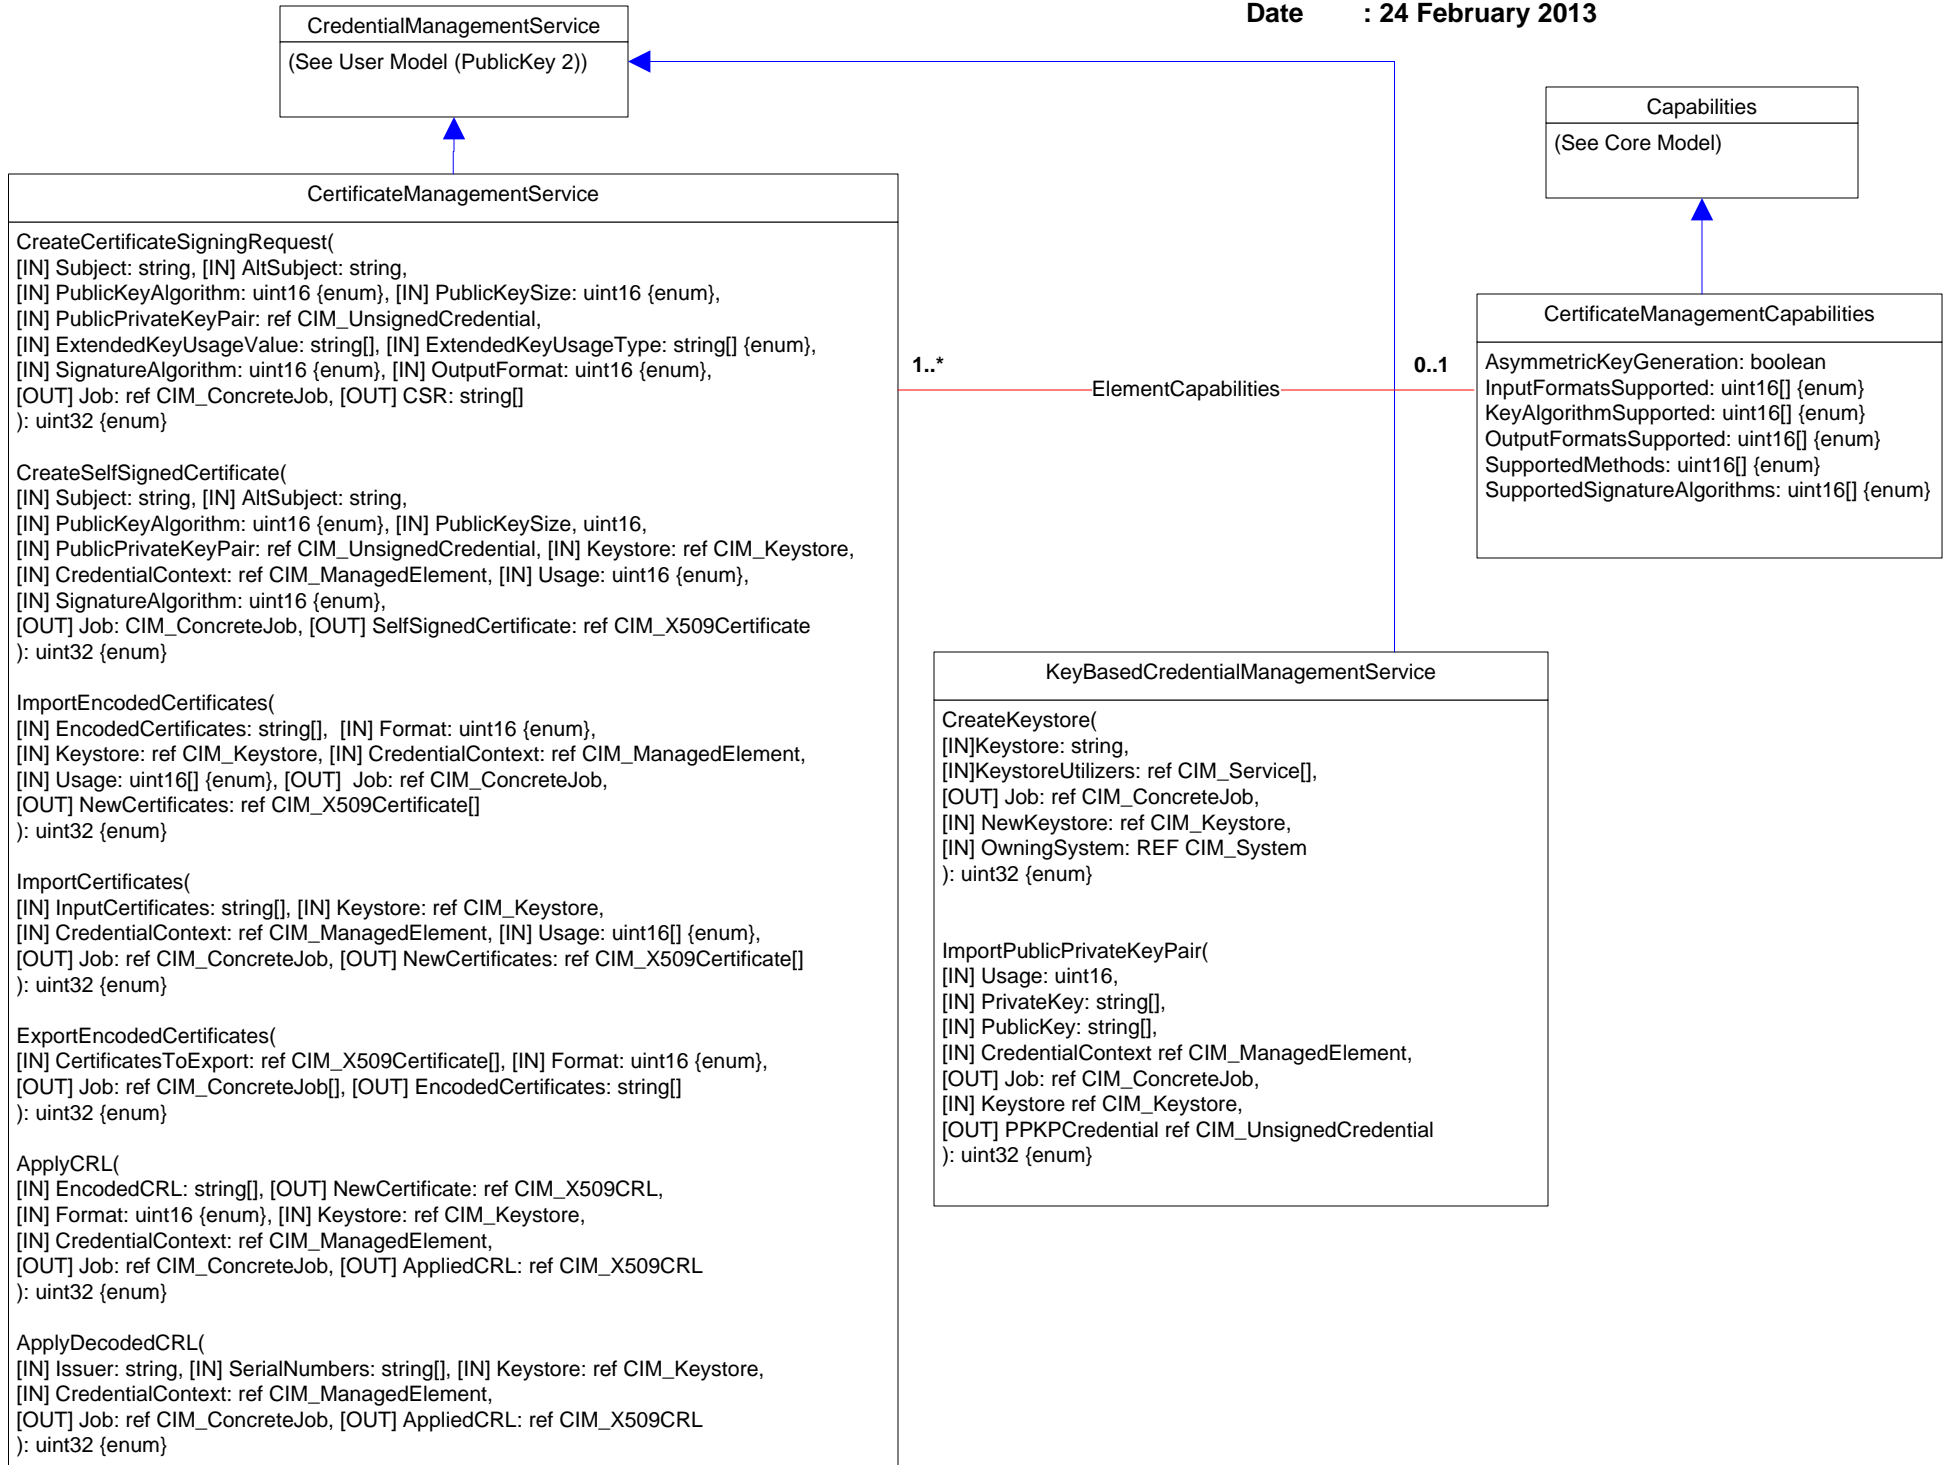 Date : 24 February 2013
CredentialManagementService
(See User Model (PublicKey 2))
Capabilities
(See Core Model)
CertificateManagementService
CreateCertificateSigningRequest(
[IN] Subject: string, [IN] AltSubject: string,
[IN] PublicKeyAlgorithm: uint16 {enum}, [IN] PublicKeySize: uint16 {enum},
[IN] PublicPrivateKeyPair: ref CIM_UnsignedCredential,
[IN] ExtendedKeyUsageValue: string[], [IN] ExtendedKeyUsageType: string[] {enum},
[IN] SignatureAlgorithm: uint16 {enum}, [IN] OutputFormat: uint16 {enum},
[OUT] Job: ref CIM_ConcreteJob, [OUT] CSR: string[]
): uint32 {enum}
CreateSelfSignedCertificate(
[IN] Subject: string, [IN] AltSubject: string,
[IN] PublicKeyAlgorithm: uint16 {enum}, [IN] PublicKeySize, uint16,
[IN] PublicPrivateKeyPair: ref CIM_UnsignedCredential, [IN] Keystore: ref CIM_Keystore,
[IN] CredentialContext: ref CIM_ManagedElement, [IN] Usage: uint16 {enum},
[IN] SignatureAlgorithm: uint16 {enum},
[OUT] Job: CIM_ConcreteJob, [OUT] SelfSignedCertificate: ref CIM_X509Certificate
): uint32 {enum}
ImportEncodedCertificates(
[IN] EncodedCertificates: string[], [IN] Format: uint16 {enum},
[IN] Keystore: ref CIM_Keystore, [IN] CredentialContext: ref CIM_ManagedElement,
[IN] Usage: uint16[] {enum}, [OUT] Job: ref CIM_ConcreteJob,
[OUT] NewCertificates: ref CIM_X509Certificate[]
): uint32 {enum}
ImportCertificates(
[IN] InputCertificates: string[], [IN] Keystore: ref CIM_Keystore,
[IN] CredentialContext: ref CIM_ManagedElement, [IN] Usage: uint16[] {enum},
[OUT] Job: ref CIM_ConcreteJob, [OUT] NewCertificates: ref CIM_X509Certificate[]
): uint32 {enum}
ExportEncodedCertificates(
[IN] CertificatesToExport: ref CIM_X509Certificate[], [IN] Format: uint16 {enum},
[OUT] Job: ref CIM_ConcreteJob[], [OUT] EncodedCertificates: string[]
): uint32 {enum}
ApplyCRL(
[IN] EncodedCRL: string[], [OUT] NewCertificate: ref CIM_X509CRL,
[IN] Format: uint16 {enum}, [IN] Keystore: ref CIM_Keystore,
[IN] CredentialContext: ref CIM_ManagedElement,
[OUT] Job: ref CIM_ConcreteJob, [OUT] AppliedCRL: ref CIM_X509CRL
): uint32 {enum}
ApplyDecodedCRL(
[IN] Issuer: string, [IN] SerialNumbers: string[], [IN] Keystore: ref CIM_Keystore,
[IN] CredentialContext: ref CIM_ManagedElement,
[OUT] Job: ref CIM_ConcreteJob, [OUT] AppliedCRL: ref CIM_X509CRL
): uint32 {enum}
1..*
ElementCapabilities
0..1
CertificateManagementCapabilities
AsymmetricKeyGeneration: boolean
InputFormatsSupported: uint16[] {enum}
KeyAlgorithmSupported: uint16[] {enum}
OutputFormatsSupported: uint16[] {enum}
SupportedMethods: uint16[] {enum}
SupportedSignatureAlgorithms: uint16[] {enum}
KeyBasedCredentialManagementService
CreateKeystore(
[IN]Keystore: string,
[IN]KeystoreUtilizers: ref CIM_Service[],
[OUT] Job: ref CIM_ConcreteJob,
[IN] NewKeystore: ref CIM_Keystore,
[IN] OwningSystem: REF CIM_System
): uint32 {enum}
ImportPublicPrivateKeyPair(
[IN] Usage: uint16,
[IN] PrivateKey: string[],
[IN] PublicKey: string[],
[IN] CredentialContext ref CIM_ManagedElement,
[OUT] Job: ref CIM_ConcreteJob,
[IN] Keystore ref CIM_Keystore,
[OUT] PPKPCredential ref CIM_UnsignedCredential
): uint32 {enum}